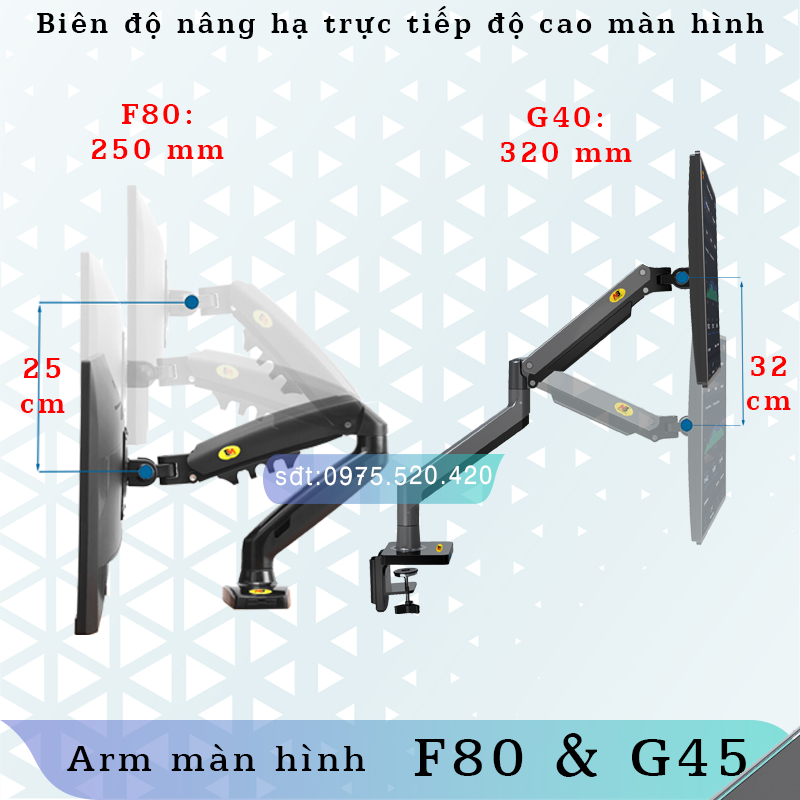 Biên độ nâng hạ trực tiếp độ cao màn hình
F80:
250 mm
G40:
320 mm
25
cm
32
cm
sdt:0975.520.420
Arm màn hình F80 & G45